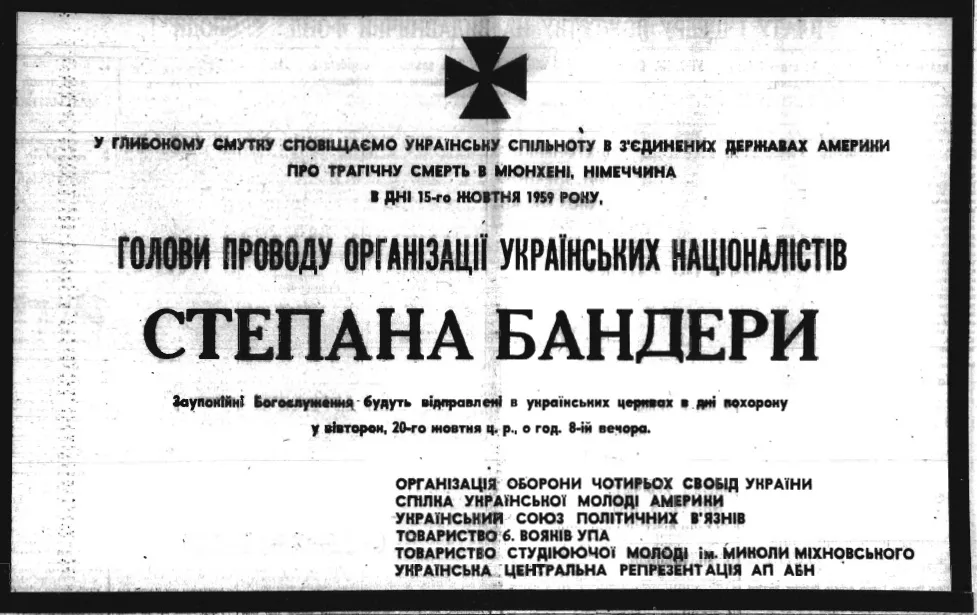 У ГЛИБОКОМУ СМУТКУ СПОВІЩАЄМО УКРАЇНСЬКУ СПІЛЬНОТУ В З'ЄДИНЕНИХ ДЕРЖАВАХ АМЕРИКИ
ПРО ТРАГІЧНУ СМЕРТЬ В МЮНХЕНІ, НІМЕЧЧИНА
В ДНІ 15-го ЖОВТНЯ 1959 РОКУ,
ГОЛОВИ ПРОВОДУ ОРГАНІЗАЦІЇ УКРАЇНСЬКИХ НАЦІОНАЛІСТІВ
СТЕПАНА БАНДЕРИ
Заупокійні Богослуження будуть відправлені в українських церквах в дні похорону
у вівторок, 20-го жовтня ц. р., о год. 8-ій вечора.
ОРГАНІЗАЦІЯ ОБОРОНИ ЧОТИРЬОХ СВОБІД УКРАЇНИ
СПІЛКА УКРАЇНСЬКОЇ МОЛОДІ АМЕРИКИ
УКРАЇНСЬКИЙ СОЮЗ ПОЛІТИЧНИХ В'ЯЗНІВ
ТОВАРИСТВО б. ВОЯКІВ УПА
ТОВАРИСТВО СТУДІЮЮЧОЇ МОЛОДІ ім. МИКОЛИ МІХНОВСЬКОГО
УКРАЇНСЬКА ЦЕНТРАЛЬНА РЕПРЕЗЕНТАЦІЯ АП АБН